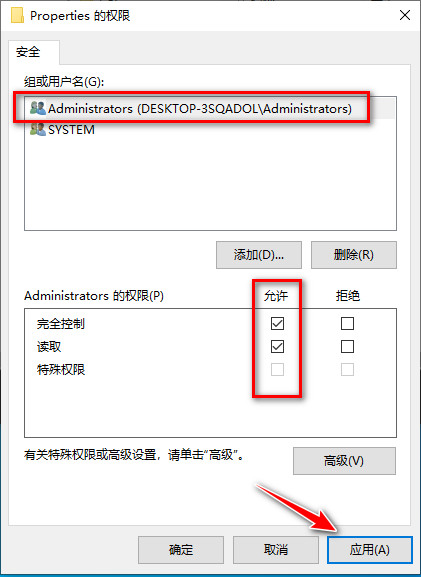 Properties 的权限
安全
组或用户名(G):
Administrators (DESKTOP-3SQADOL\Administrators)
SYSTEM
添加(D)... 删除(R)
Administrators 的权限(P) 允许 拒绝
完全控制
读取
特殊权限
有关特殊权限或高级设置，请单击“高级”。
高级(V)
确定 取消 应用(A)